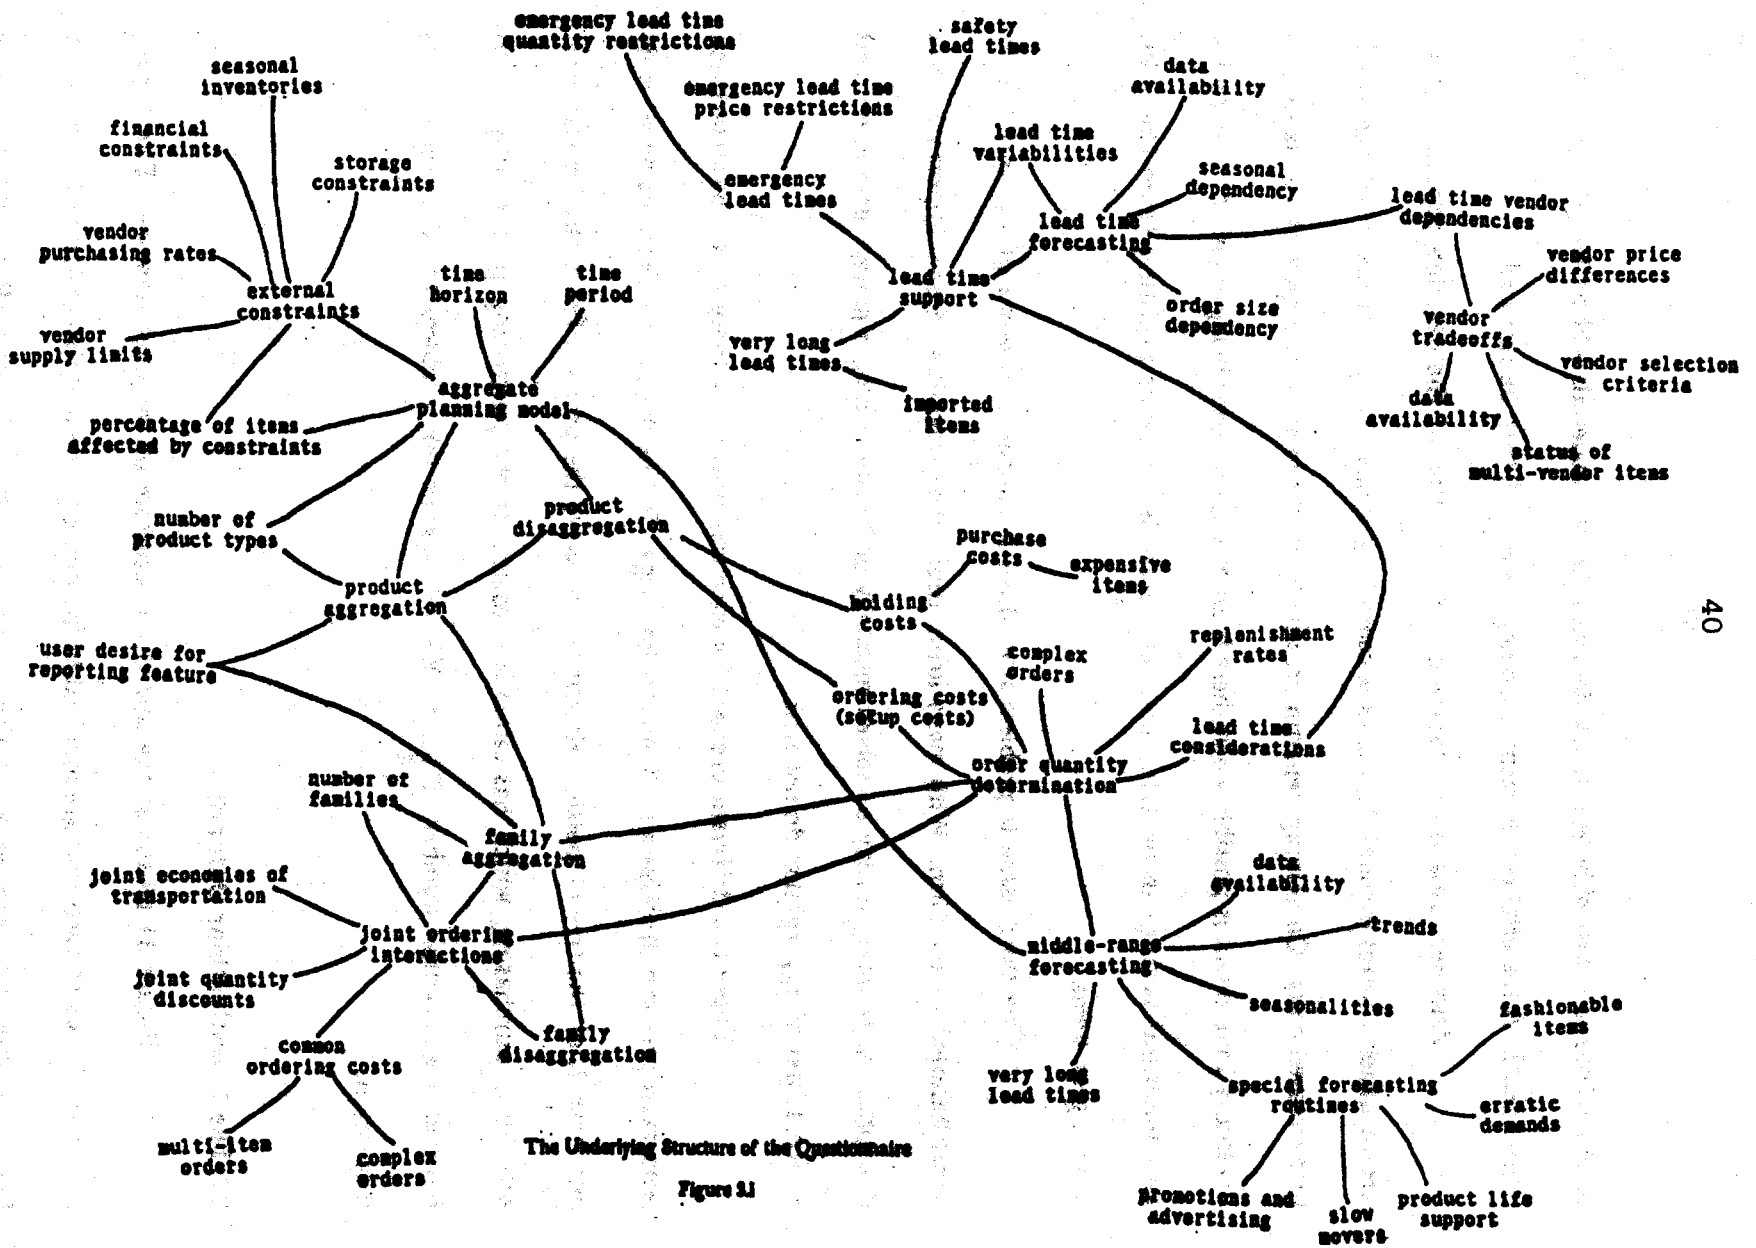 emergency lead time
quantity restrictions
safety
lead times
seasonal
inventories
data
availability
emergency lead time
price restrictions
financial
constraints
lead time
variabilities
storage
constraints
seasonal
dependency
emergency
lead times
lead time vendor
dependencies
vendor
purchasing rates
lead time
forecasting
vendor price
differences
time
horizon
time
period
lead time
support
external
constraints
order size
dependency
vendor
tradeoffs
vendor
supply limits
very long
lead times
vendor selection
criteria
aggregate
planning model
imported
items
data
availability
percentage of items
affected by constraints
status of
multi-vendor items
number of
product types
product
disaggregation
purchase
costs
expensive
items
product
aggregation
holding
costs
40
user desire for
reporting feature
complex
orders
replenishment
rates
ordering costs
(setup costs)
lead time
considerations
order quantity
determination
number of
families
family
aggregation
joint economies of
transportation
data
availability
trends
joint ordering
interactions
middle-range
forecasting
joint quantity
discounts
seasonalities
fashionable
items
common
ordering costs
family
disaggregation
very long
lead times
special forecasting
routines
erratic
demands
multi-item
orders
complex
orders
promotions and
advertising
slow
movers
product life
support
The Underlying Structure of the Questionnaire
Figure 3.1